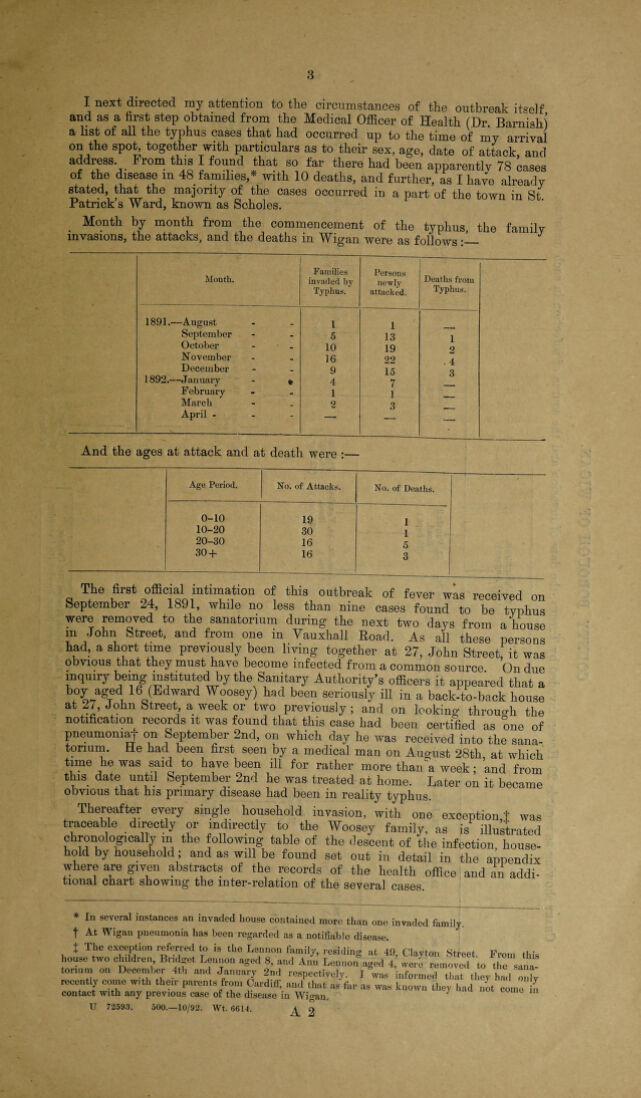 3
I next directed my attention to the circumstances of the outbreak itself,
and as a first step obtained from the Medical Officer of Health (Dr. Barnish)
a list of all the typhus cases that had occurred up to the time of my arrival
on the spot, together with particulars as to their sex, age, date of attack, and
address. From this I found that so far there had been apparently 78 cases
of the disease in 48 families,* with 10 deaths, and further, as I have already
stated, that the majority of the cases occurred in a part of the town in St.
Patrick's Ward, known as Scholes.
Month by month from the commencement of the typhus, the family
invasions, the attacks, and the deaths in Wigan were as follows:—
Month. Families invaded by Typhus. Persons newly attacked. Deaths from Typhus.
1891.—August - - 1 1 —
September - - 5 13 1
October - - 10 19 2
November - - 16 22 4
December - - 9 15 3
1892.—January - - 4 7 —
February - - 1 1 —
March - - 2 3 —
April - - - — — —
And the ages at attack and at death were :—
Age Period. No. of Attacks. No. of Deaths.
0-10 19 1
10-20 30 1
20-30 16 5
30+ 16 3
The first official intimation of this outbreak of fever was received on
September 24, 1891, while no less than nine cases found to be typhus
were removed to the sanatorium during the next two days from a house
in John Street, and from one in Vauxhall Road. As all these persons
had, a short time previously been living together at 27, John Street, it was
obvious that they must have become infected from a common source. On due
inquiry being instituted by the Sanitary Authority's officers it appeared that a
boy aged 16 (Edward Woosey) had been seriously ill in a back-to-back house
at 27, John Street, a week or two previously; and on looking through the
notification records it was found that this case had been certified as one of
pneumonia† on September 2nd, on which day he was received into the sana-
torium. He had been first seen by a medical man on August 28th, at which
time he was said to have been ill for rather more than a week; and from
this date until September 2nd he was treated at home. Later on it became
obvious that his primary disease had been in reality typhus.
Thereafter every single household invasion, with one exception,‡ was
traceable directly or indirectly to the Woosey family, as is illustrated
chronologically in the following table of the descent of the infection, house-
hold by household; and as will be found set out in detail in the appendix
where are given abstracts of the records of the health office and an addi-
tional chart showing the inter-relation of the several cases.
* In several instances an invaded house contained more than one invaded family.
† At Wigan pneumonia has been regarded as a notifiable disease.
‡ The exception referred to is the Lennon family, residing at 49, Clayton Street. From this
house two children, Bridget Lennon aged 8, and Ann Lennon aged 4, were removed to the sana-
torium on December 4th and January 2nd respectively. I was informed that they had only
recently come with their parents from Cardiff, and that as far as was known they had not come in
contact with any previous case of the disease in Wigan.
U 72593. 500.—10/92. Wt. 6614. A 2